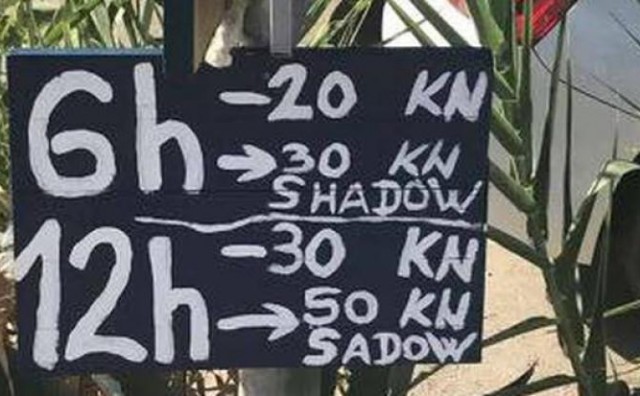 6h -20 KN
→30 KN
SHADOW
12h -30 KN
→50 KN
SADOW